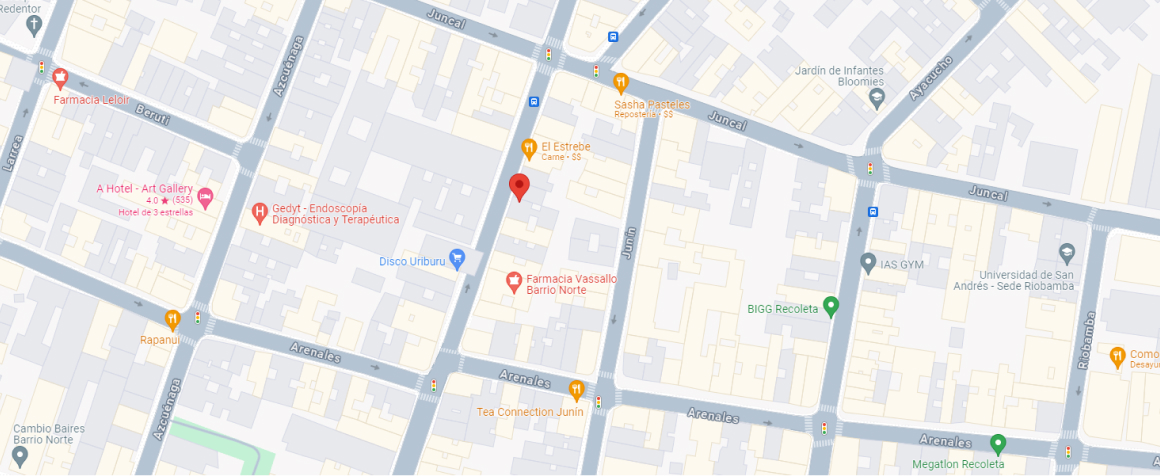 Redentor
Juncal
Azcuénaga
Farmacia Leloir
Beruti
Larrea
Sasha Pasteles
Repostería • $$
Juncal
Jardín de Infantes
Bloomies
Ayacucho
El Estrebe
Carne • $$
A Hotel - Art Gallery
4.0 ★ (535)
Hotel de 3 estrellas
Gedyt - Endoscopía
Diagnóstica y Terapéutica
Juncal
Disco Uriburu
Junín
IAS GYM
Universidad de San
Andrés - Sede Riobamba
Farmacia Vassallo
Barrio Norte
BIGG Recoleta
Rapanui
Arenales
Riobamba
Como
Desayu
Arenales
Tea Connection Junín
Arenales
Azcuénaga
Cambio Baires
Barrio Norte
Arenales
Megatlon Recoleta